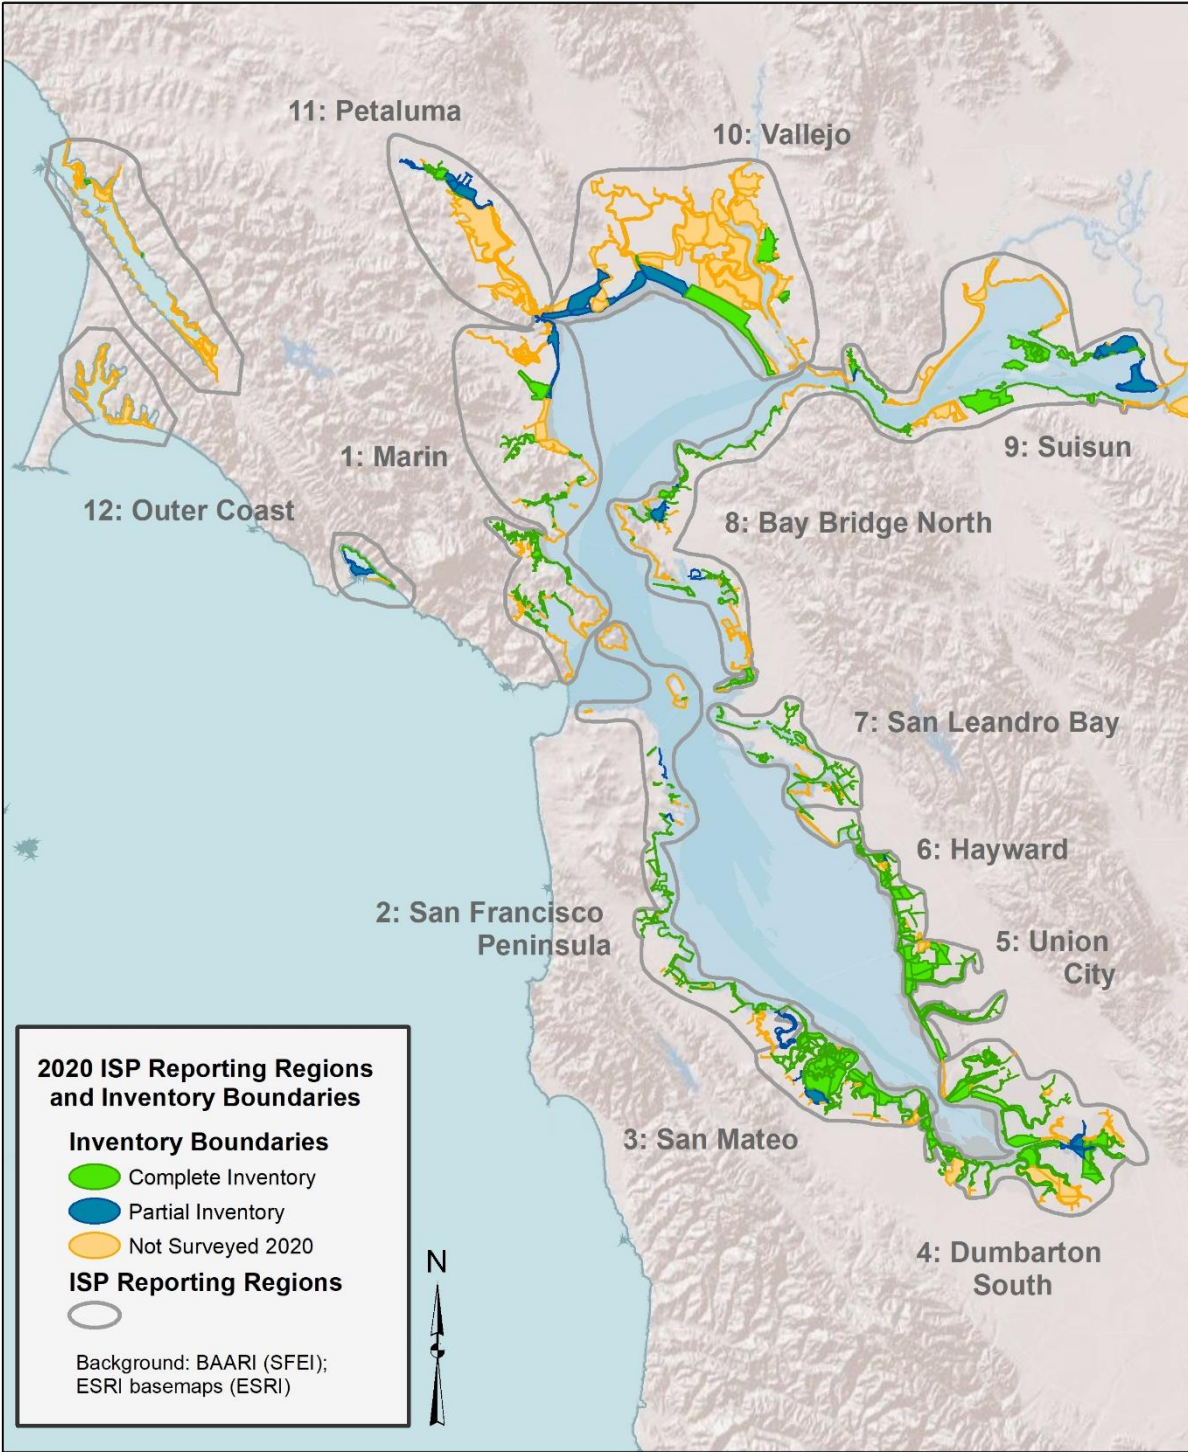 11: Petaluma
10: Vallejo
1: Marin
9: Suisun
12: Outer Coast
8: Bay Bridge North
7: San Leandro Bay
6: Hayward
2: San Francisco
Peninsula
5: Union
City
3: San Mateo
4: Dumbarton
South
2020 ISP Reporting Regions
and Inventory Boundaries
Inventory Boundaries
Complete Inventory
Partial Inventory
Not Surveyed 2020
ISP Reporting Regions
Background: BAARI (SFEI);
ESRI basemaps (ESRI)
N